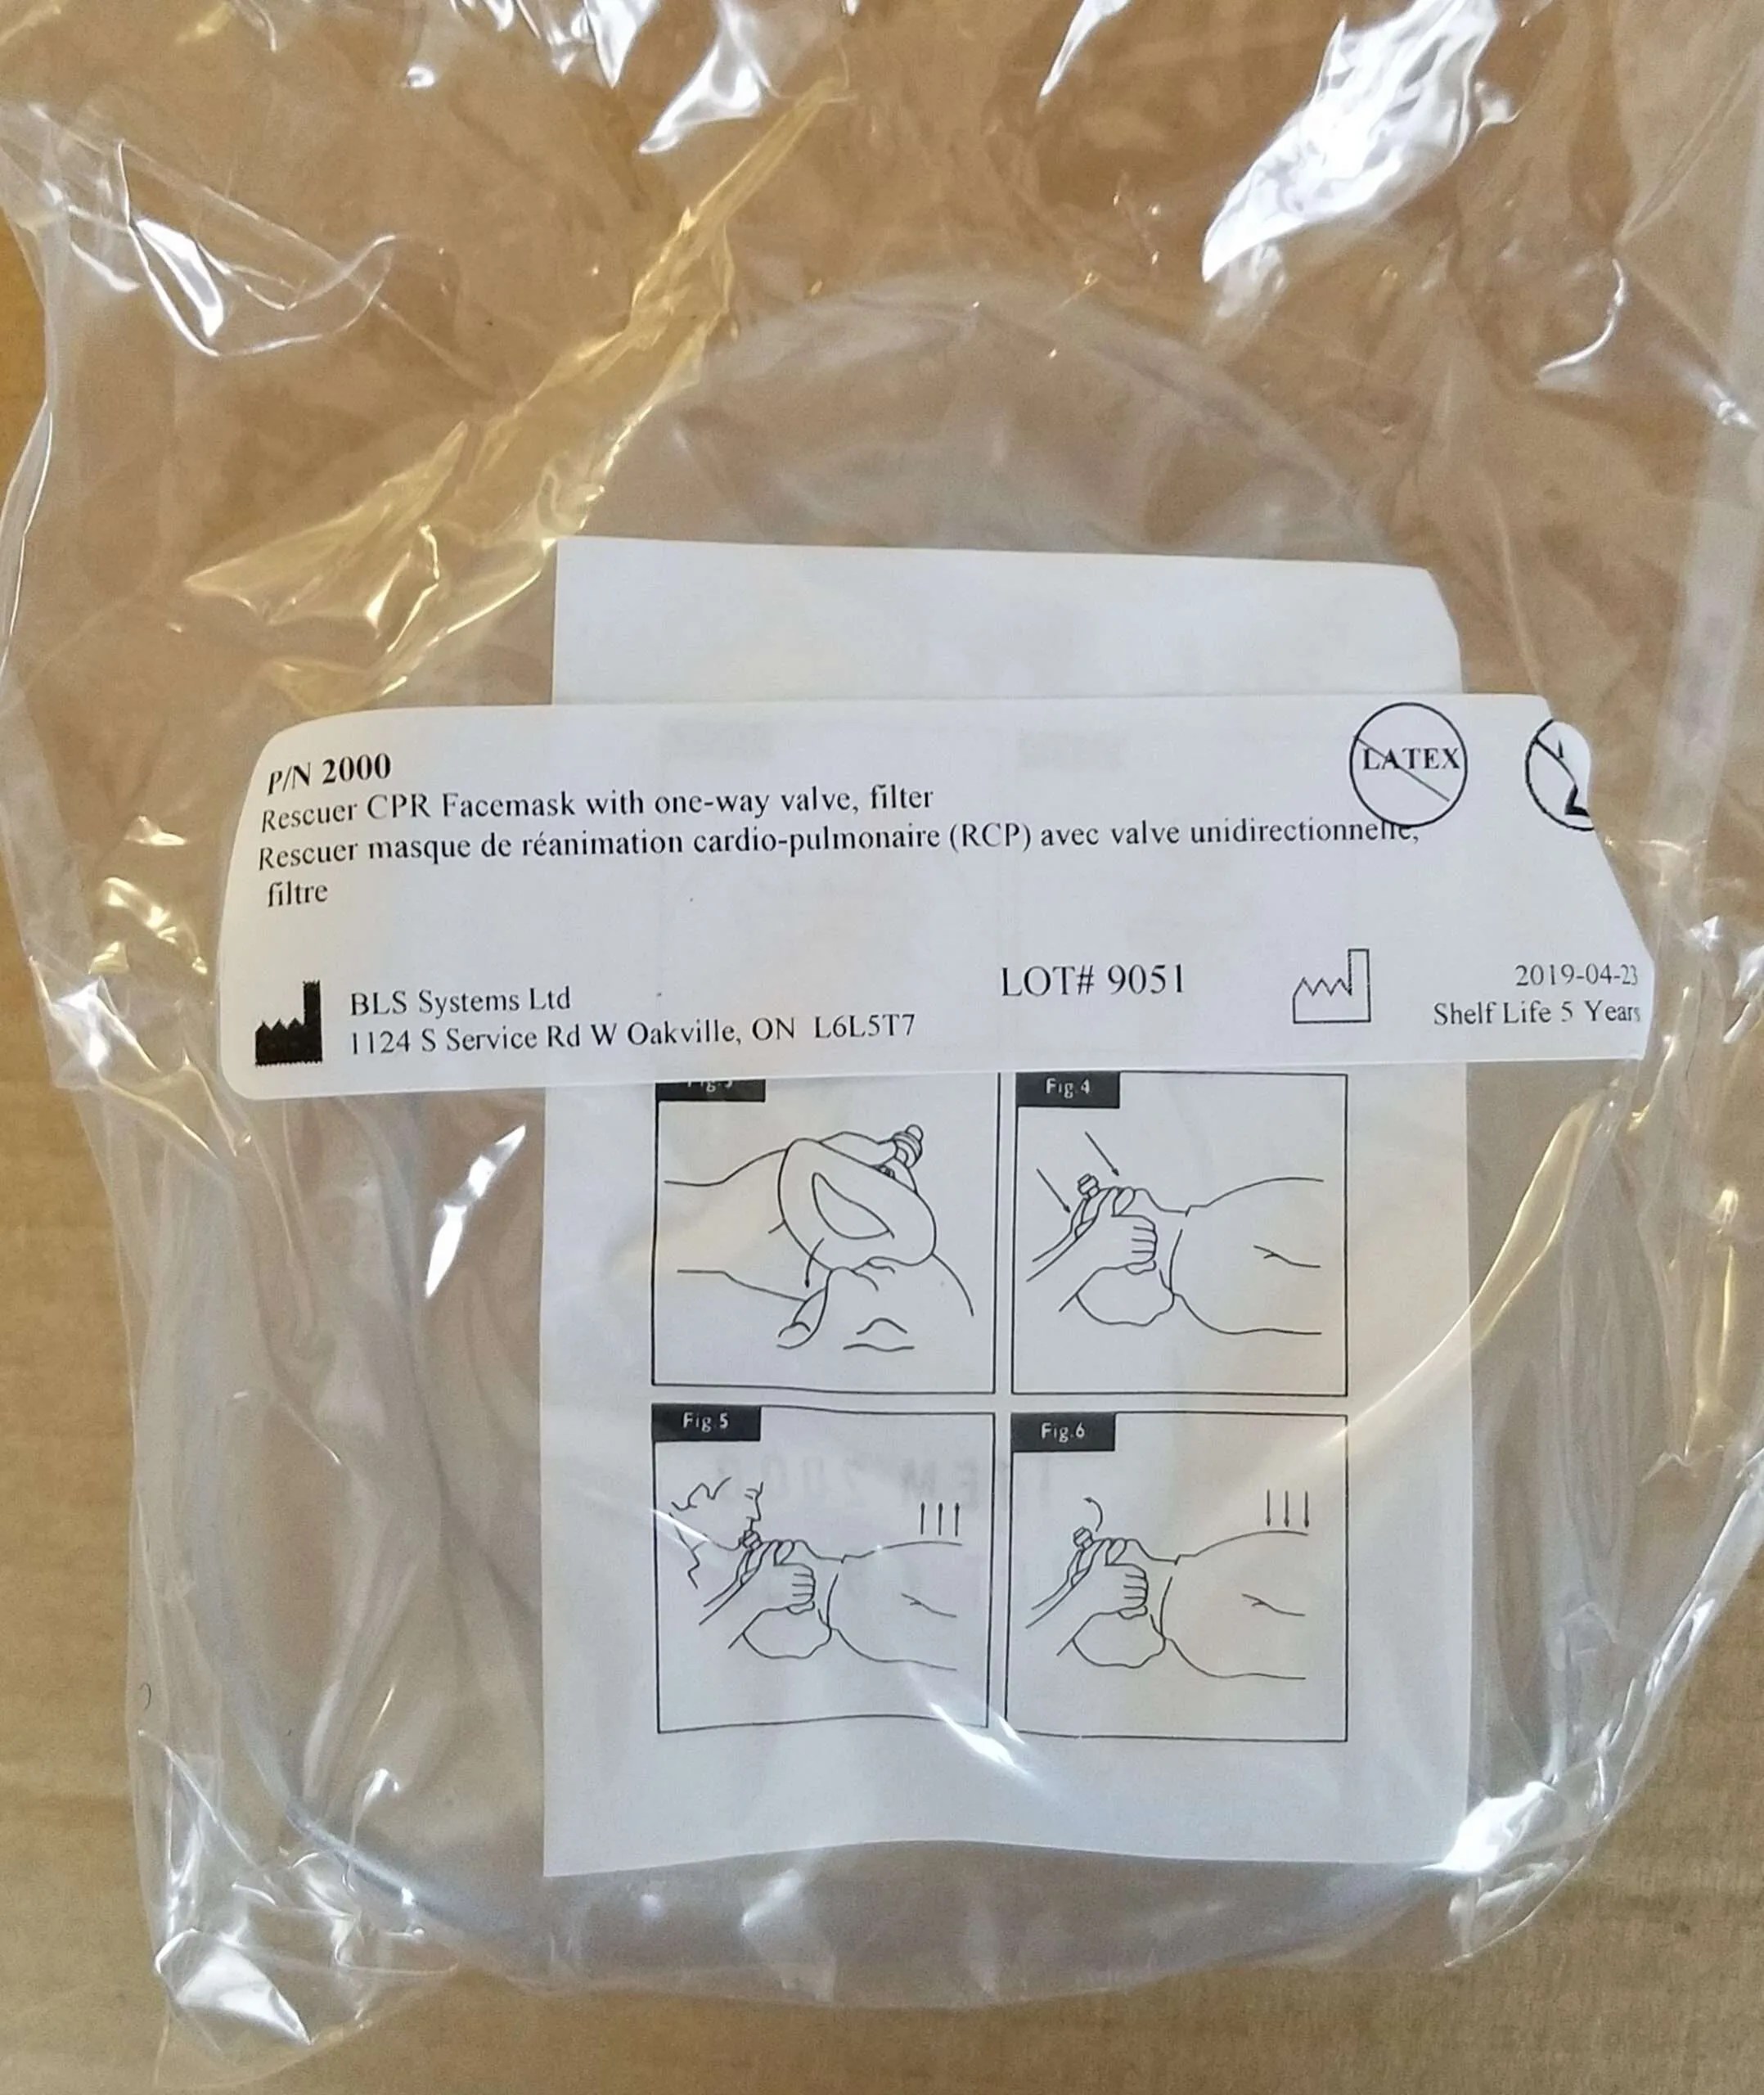 P/N 2000
LATEX
Rescuer CPR Facemask with one-way valve, filter
Rescuer masque de réanimation cardio-pulmonaire (RCP) avec valve unidirectionnelle,
filtre
BLS Systems Ltd
1124 S Service Rd W Oakville, ON L6L5T7
LOT# 9051
2019-04-23
Shelf Life 5 Years
Fig.4
Fig.5
Fig.6